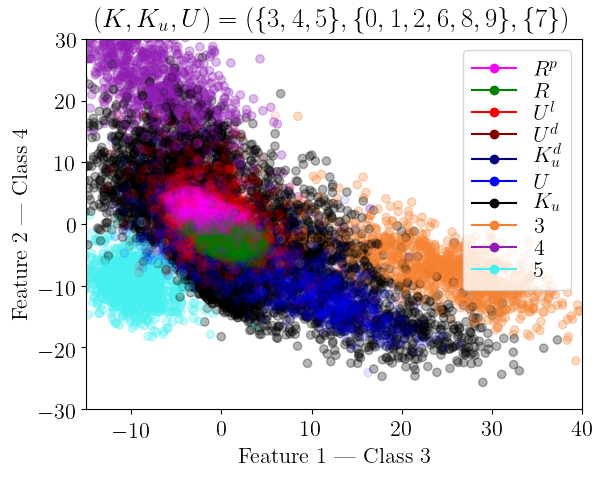 (K, K_u, U) = ({3, 4, 5}, {0, 1, 2, 6, 8, 9}, {7})
30
20
10
0
−10
−20
−30
Feature 2 — Class 4
R^p
R
U^l
U^d
K_u^d
U
K_u
3
4
5
−10
0
10
20
30
40
Feature 1 — Class 3